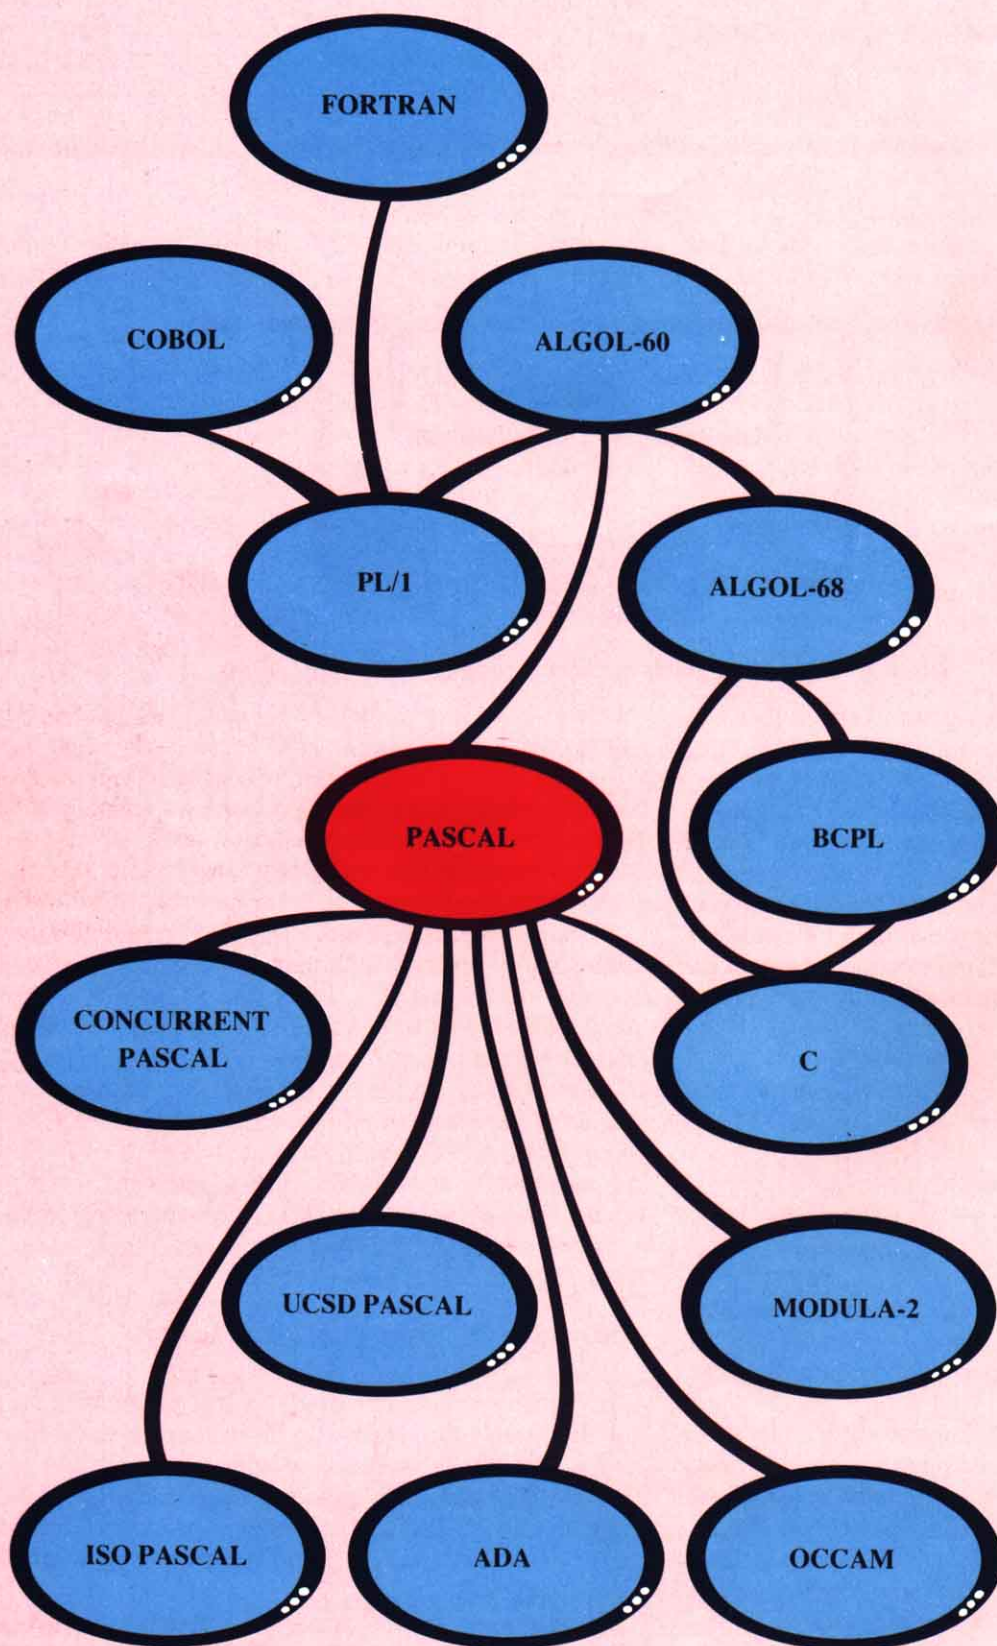 FORTRAN
COBOL
ALGOL-60
PL/1
ALGOL-68
PASCAL
BCPL
CONCURRENT
PASCAL
C
UCSD PASCAL
MODULA-2
ISO PASCAL
ADA
OCCAM